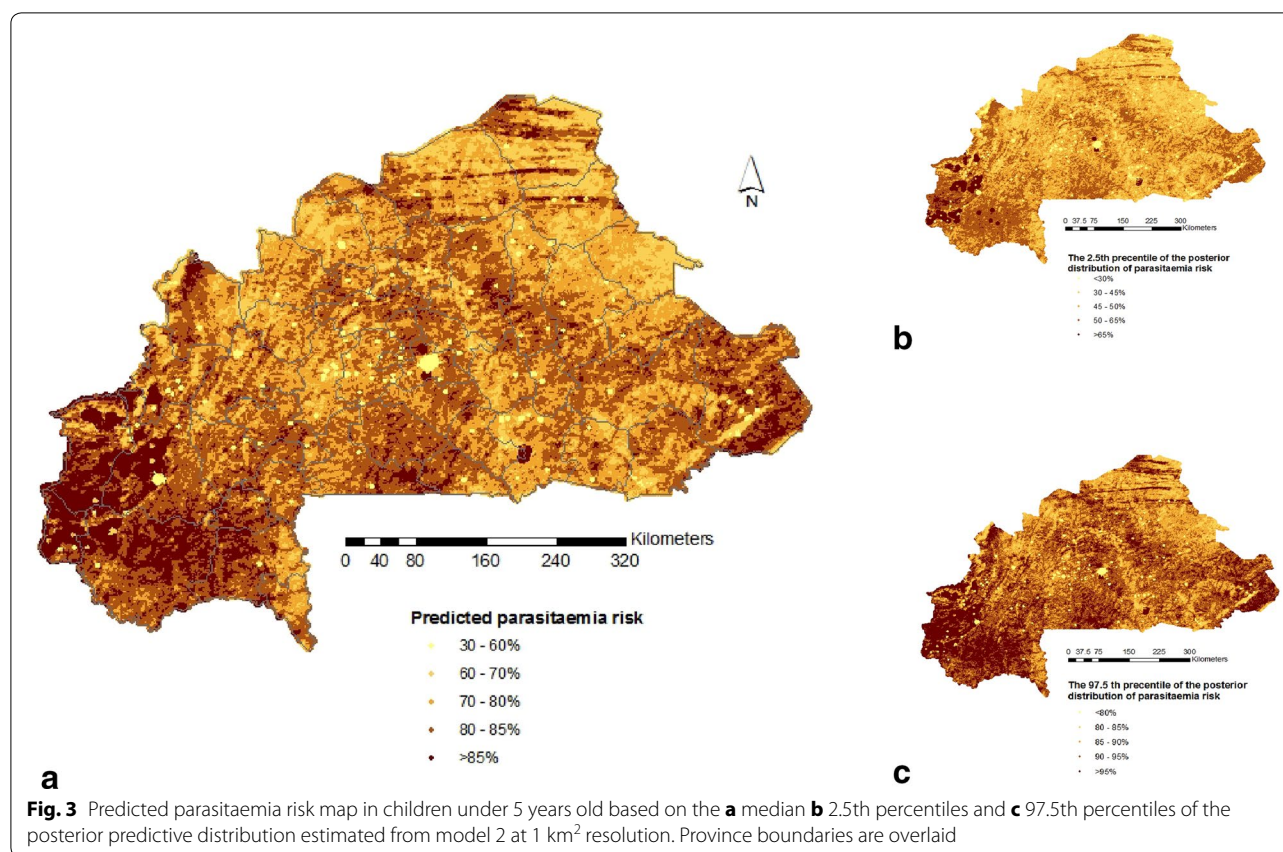 N
0 20 40 80 160 240 320 Kilometers
Predicted parasitaemia risk
30 - 60%
60 - 70%
70 - 80%
80 - 85%
>85%
a
0 37.5 75 150 225 300 Kilometers
The 2.5th precentile of the posterior
distribution of parasitaemia risk
<30%
30 - 45%
45 - 50%
50 - 65%
>65%
b
0 37.5 75 150 225 300 Kilometers
The 97.5 th precentile of the posterior
distribution of parasitaemia risk
<80%
80 - 85%
85 - 90%
90 - 95%
>95%
c
Fig. 3 Predicted parasitaemia risk map in children under 5 years old based on the a median b 2.5th percentiles and c 97.5th percentiles of the
posterior predictive distribution estimated from model 2 at 1 km² resolution. Province boundaries are overlaid